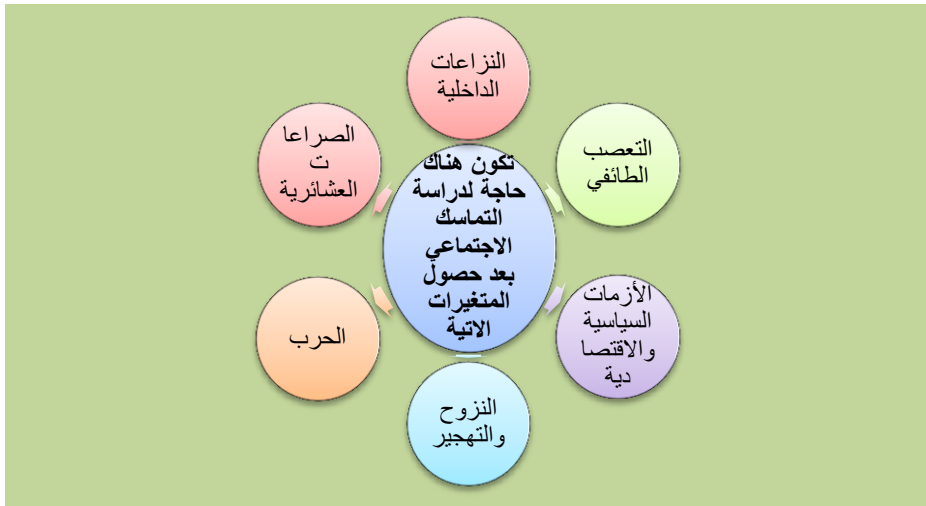 النزاعات
الداخلية
التعصب
الطائفي
الأزمات
السياسية
والاقتصا
دية
النزوح
والتهجير
الحرب
الصراعا
ت
العشائرية
تكون هناك
حاجة لدراسة
التماسك
الاجتماعي
بعد حصول
المتغيرات
الاتية